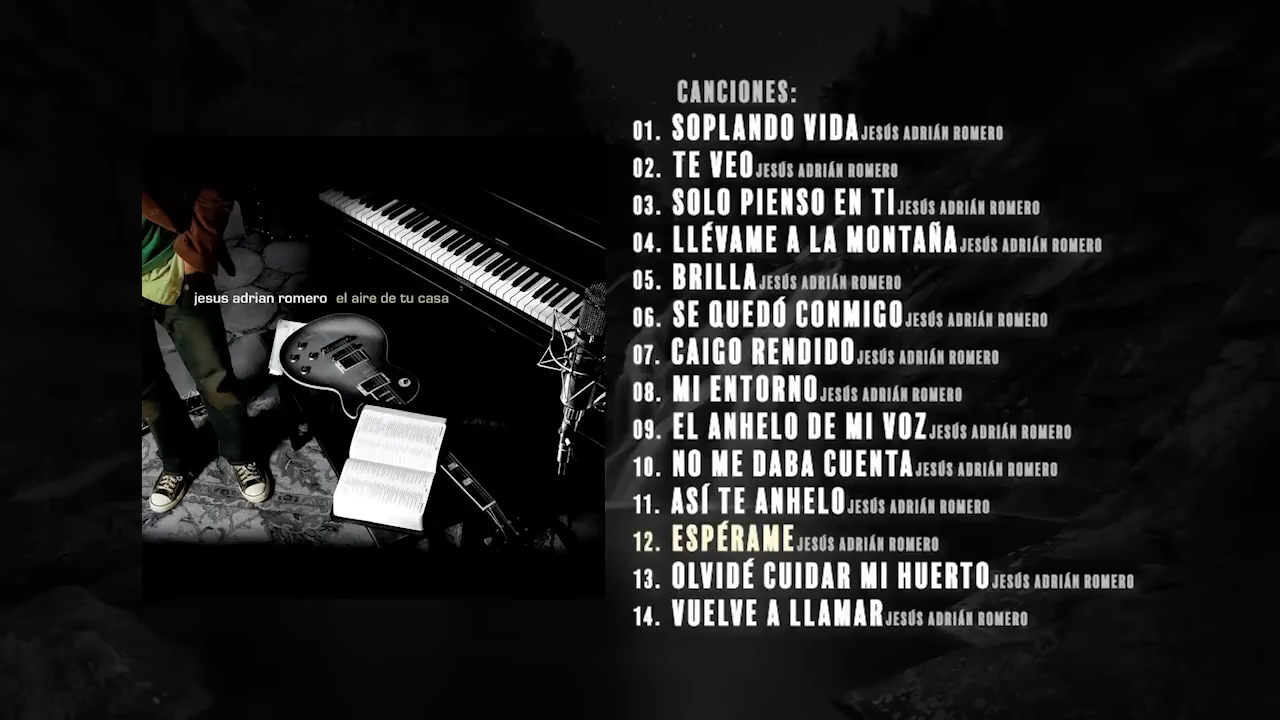 jesus adrian romero el aire de tu casa
CANCIONES:
01. SOPLANDO VIDA JESÚS ADRIÁN ROMERO
02. TE VEO JESÚS ADRIÁN ROMERO
03. SOLO PIENSO EN TI JESÚS ADRIÁN ROMERO
04. LLÉVAME A LA MONTAÑA JESÚS ADRIÁN ROMERO
05. BRILLA JESÚS ADRIÁN ROMERO
06. SE QUEDÓ CONMIGO JESÚS ADRIÁN ROMERO
07. CAIGO RENDIDO JESÚS ADRIÁN ROMERO
08. MI ENTORNO JESÚS ADRIÁN ROMERO
09. EL ANHELO DE MI VOZ JESÚS ADRIÁN ROMERO
10. NO ME DABA CUENTA JESÚS ADRIÁN ROMERO
11. ASÍ TE ANHELO JESÚS ADRIÁN ROMERO
12. ESPÉRAME JESÚS ADRIÁN ROMERO
13. OLVIDÉ CUIDAR MI HUERTO JESÚS ADRIÁN ROMERO
14. VUELVE A LLAMAR JESÚS ADRIÁN ROMERO